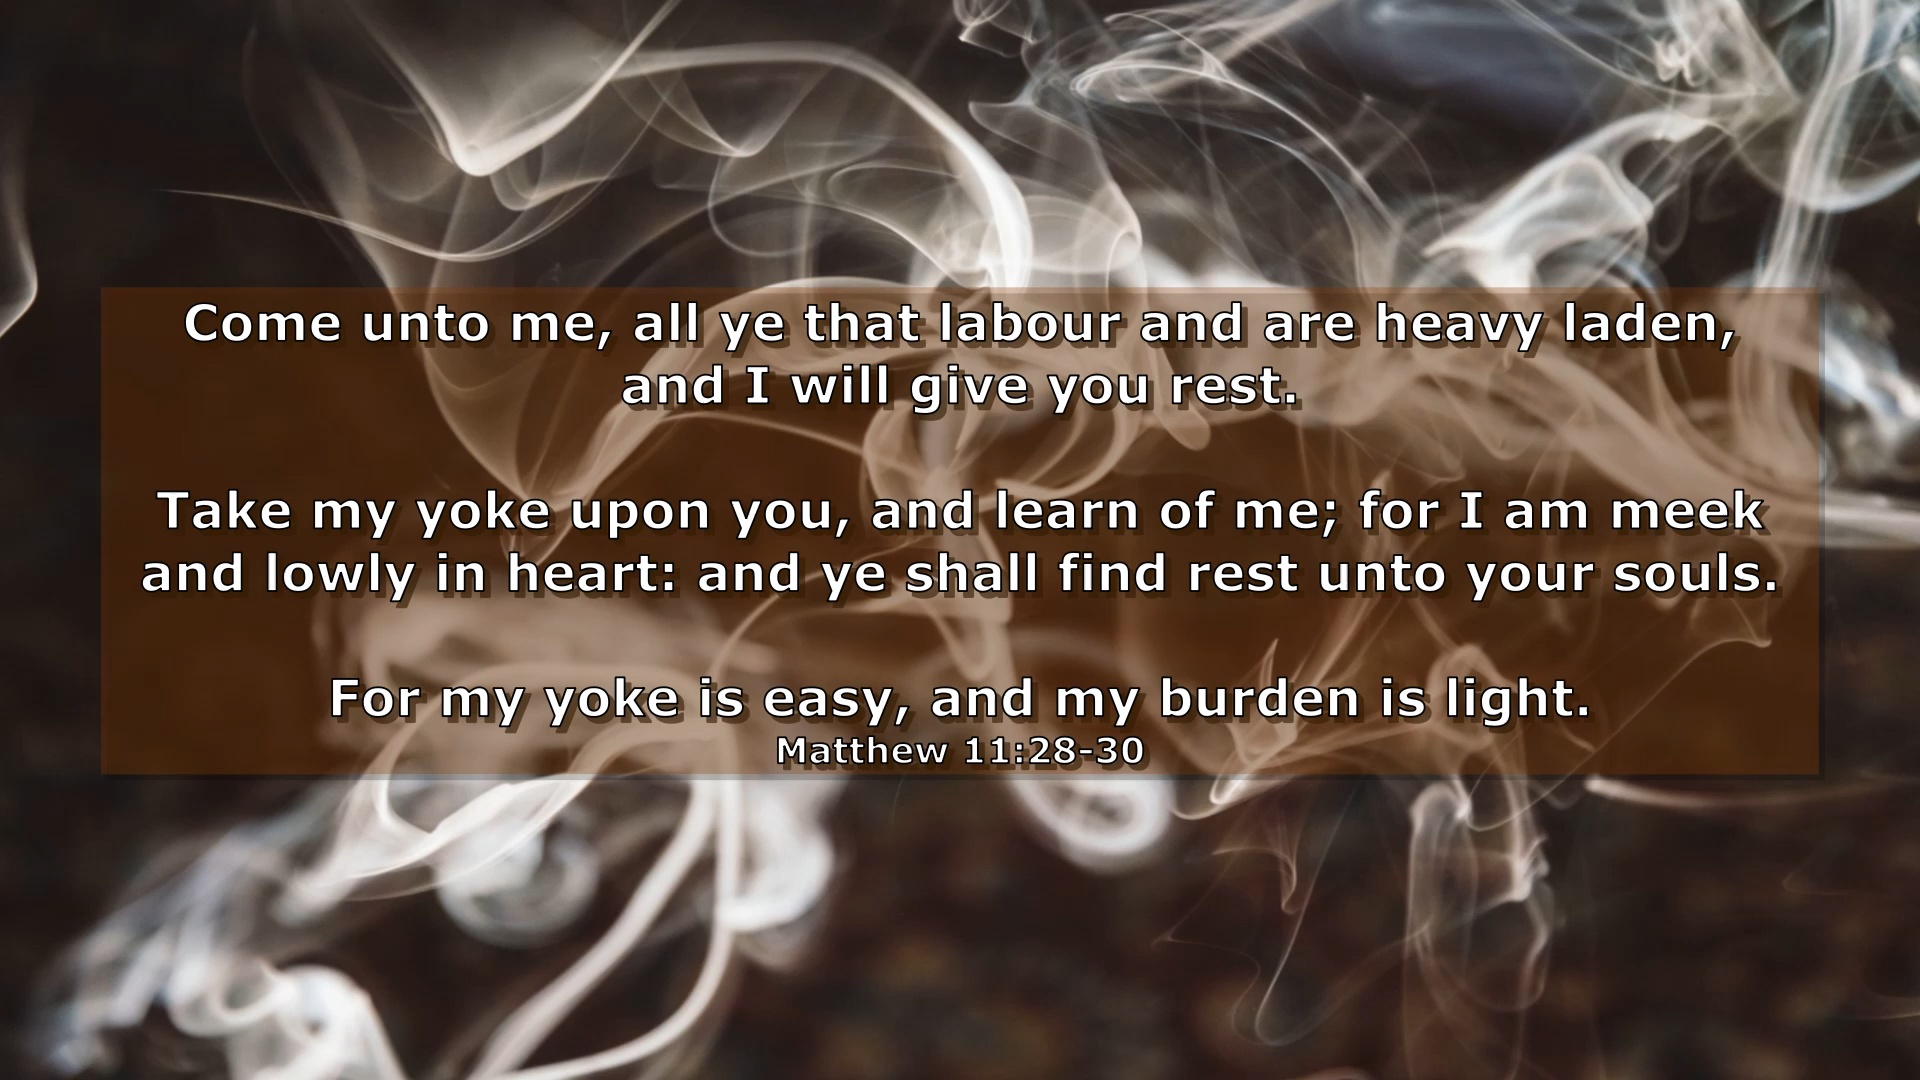 Come unto me, all ye that labour and are heavy laden,
and I will give you rest.
Take my yoke upon you, and learn of me; for I am meek
and lowly in heart: and ye shall find rest unto your souls.
For my yoke is easy, and my burden is light.
Matthew 11:28-30